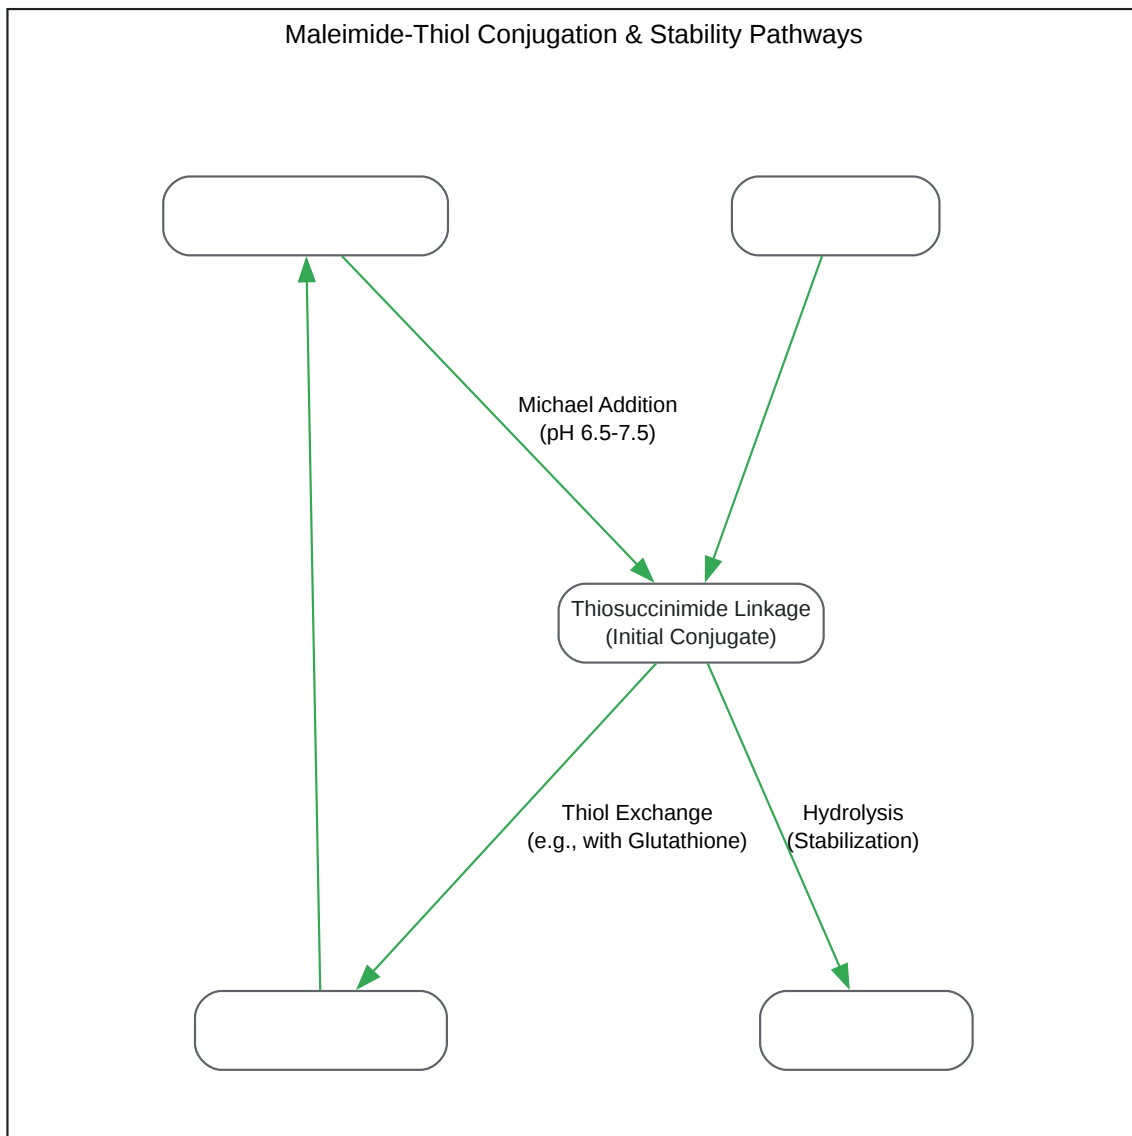 Maleimide-Thiol Conjugation & Stability Pathways
Michael Addition
(pH 6.5-7.5)
Thiosuccinimide Linkage
(Initial Conjugate)
Thiol Exchange
(e.g., with Glutathione)
Hydrolysis
(Stabilization)